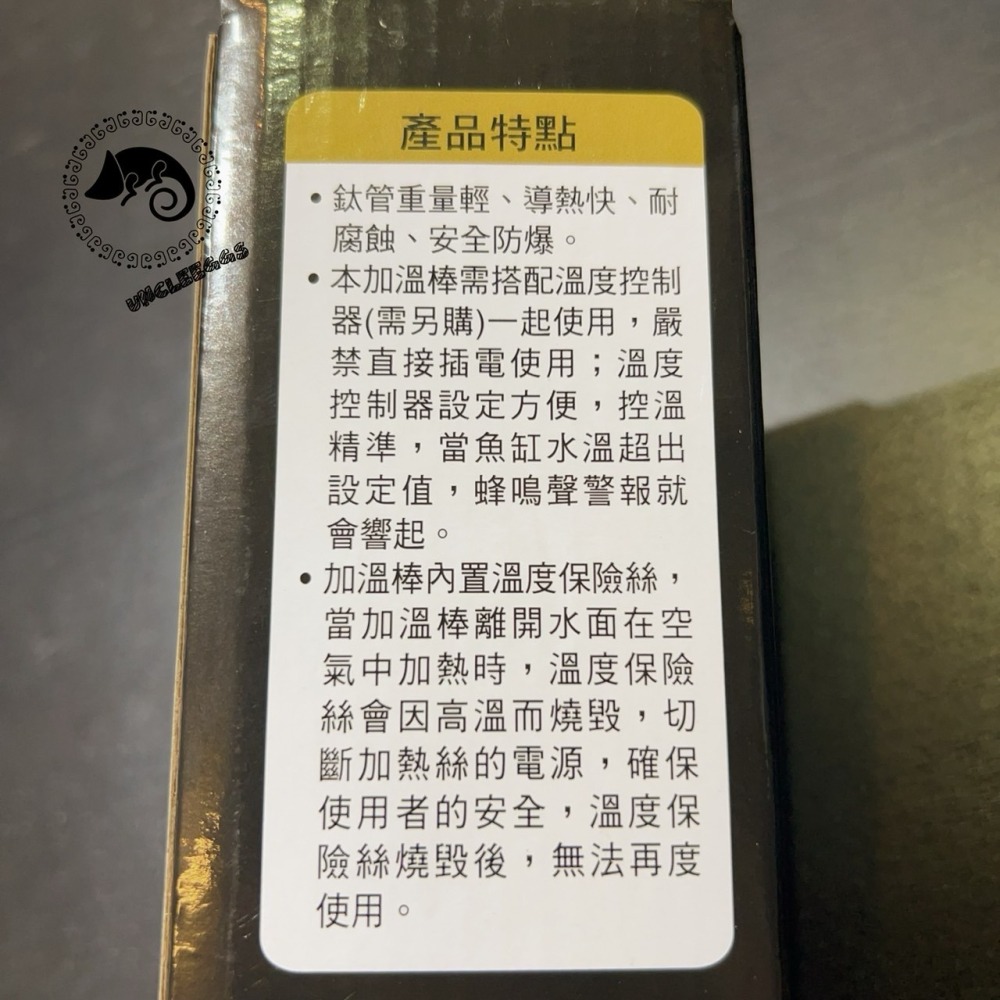 產品特點
• 鈦管重量輕、導熱快、耐
腐蝕、安全防爆。
• 本加溫棒需搭配溫度控制
器(需另購)一起使用，嚴
禁直接插電使用；溫度
控制器設定方便，控溫
精準，當魚缸水溫超出
設定值，蜂鳴聲警報就
會響起。
• 加溫棒內置溫度保險絲，
當加溫棒離開水面在空
氣中加熱時，溫度保險
絲會因高溫而燒毀，切
斷加熱絲的電源，確保
使用者的安全，溫度保
險絲燒毀後，無法再度
使用。
UNCLEEGGS